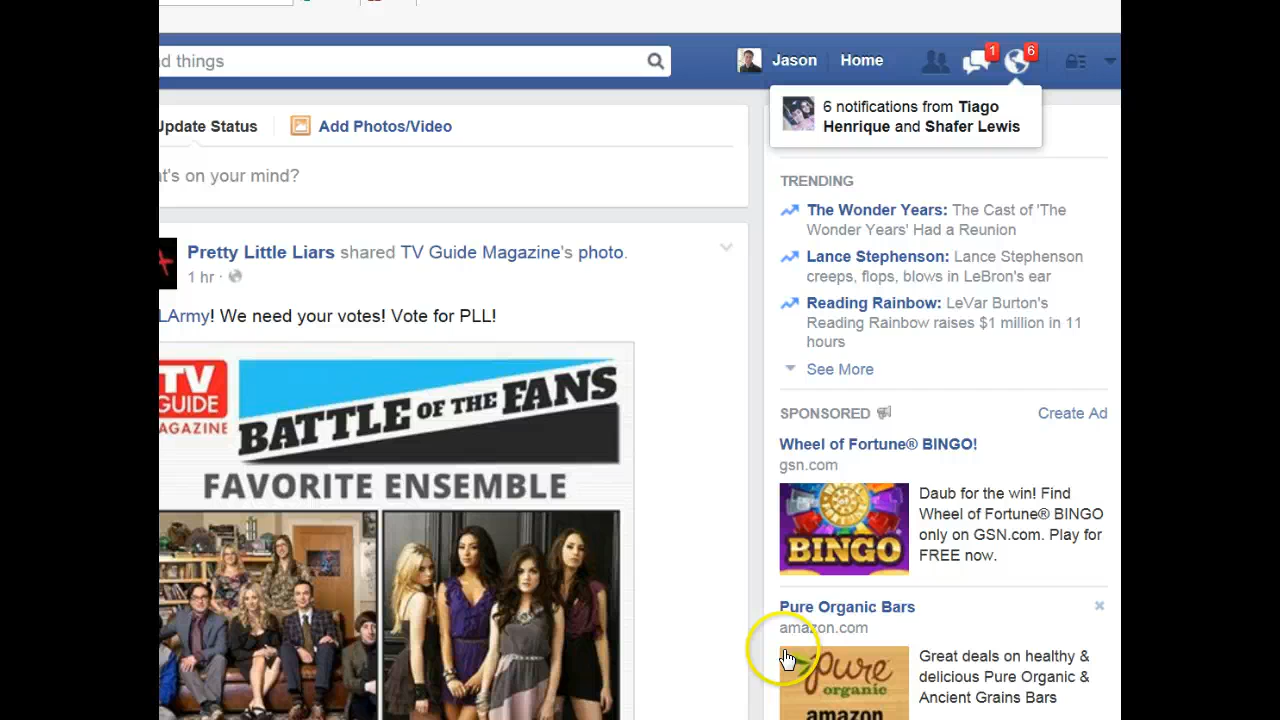 d things
Jason
Home
1
6
6 notifications from Tiago
Henrique and Shafer Lewis
Update Status
Add Photos/Video
at's on your mind?
Pretty Little Liars shared TV Guide Magazine's photo.
1 hr ·
LArmy! We need your votes! Vote for PLL!
TV
GUIDE
MAGAZINE
BATTLE OF THE FANS
FAVORITE ENSEMBLE
TRENDING
The Wonder Years: The Cast of 'The
Wonder Years' Had a Reunion
Lance Stephenson: Lance Stephenson
creeps, flops, blows in LeBron's ear
Reading Rainbow: LeVar Burton's
Reading Rainbow raises $1 million in 11
hours
See More
SPONSORED
Create Ad
Wheel of Fortune® BINGO!
gsn.com
BINGO
Daub for the win! Find
Wheel of Fortune® BINGO
only on GSN.com. Play for
FREE now.
Pure Organic Bars
amazon.com
pure
organic
amazon
Great deals on healthy &
delicious Pure Organic &
Ancient Grains Bars